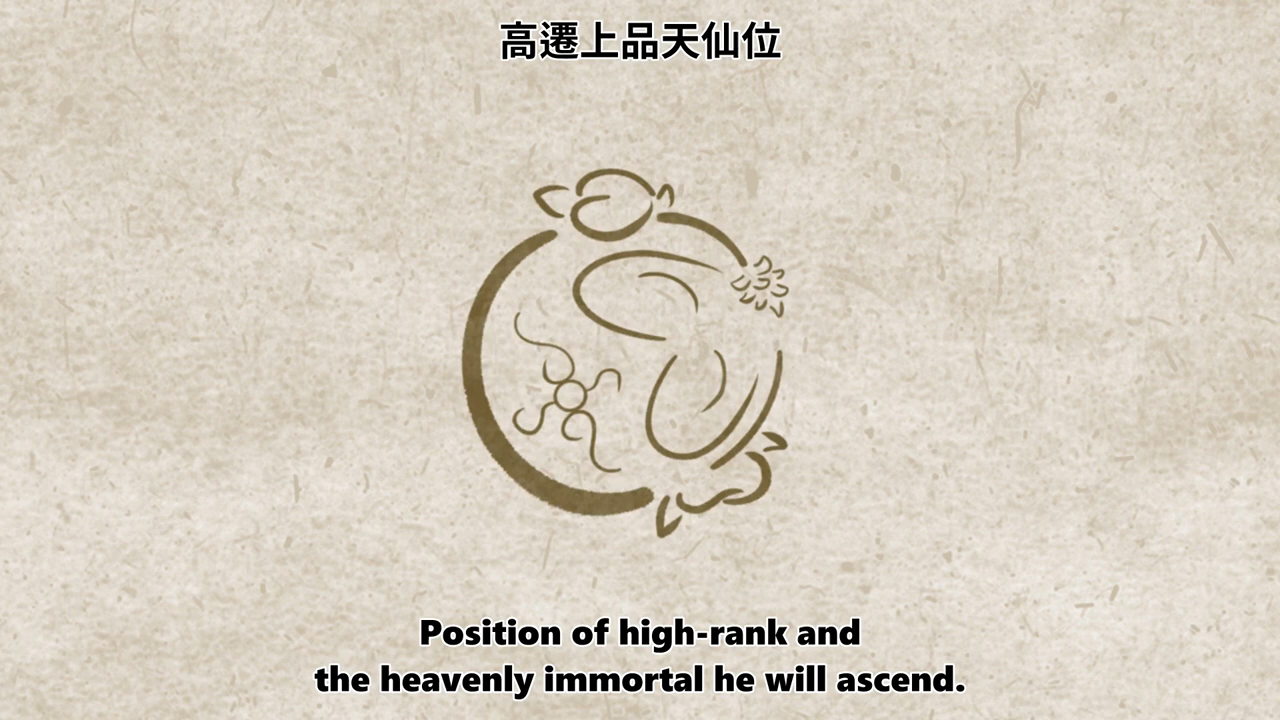 高遷上品天仙位
Position of high-rank and
the heavenly immortal he will ascend.